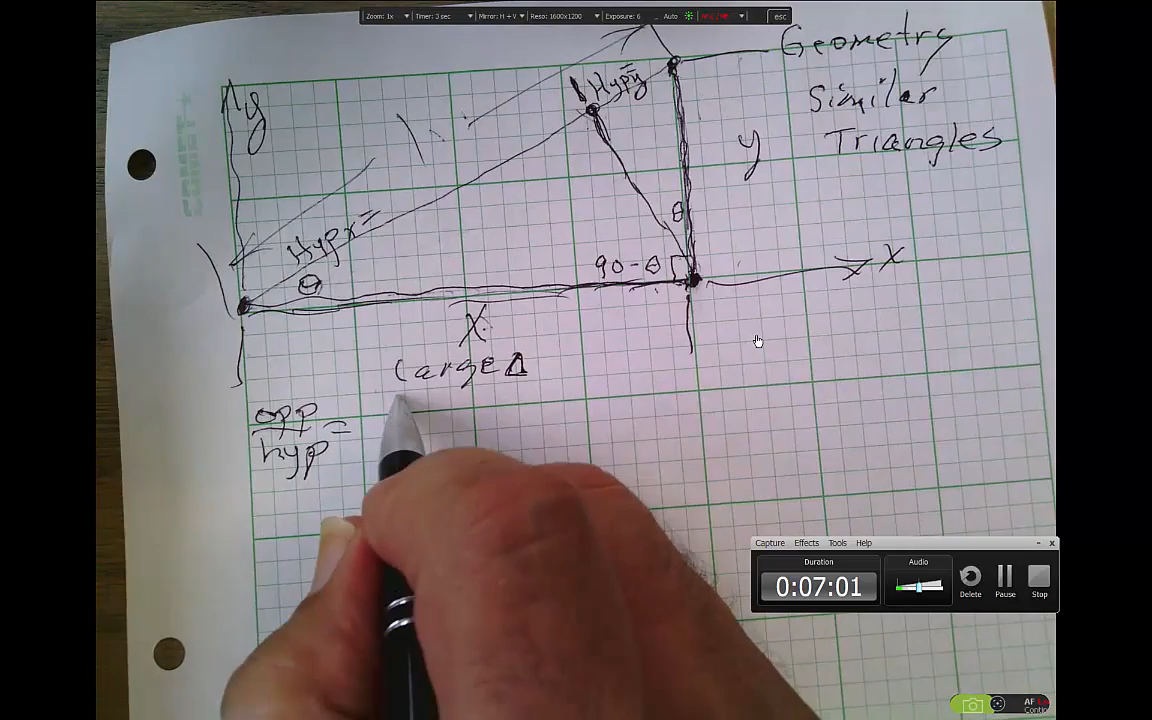 Zoom: 1x Timer: 3 sec Mirror: H + V Reso: 1600x1200 Exposure: 6 Auto esc
Geometry
Similar
Triangles
y
Hypy=
y
Hypx=
θ
θ
90-θ
X
X
Large Δ
opp
hyp
=
Capture Effects Tools Help
Duration
Audio
0:07:01
Delete Pause Stop
AF